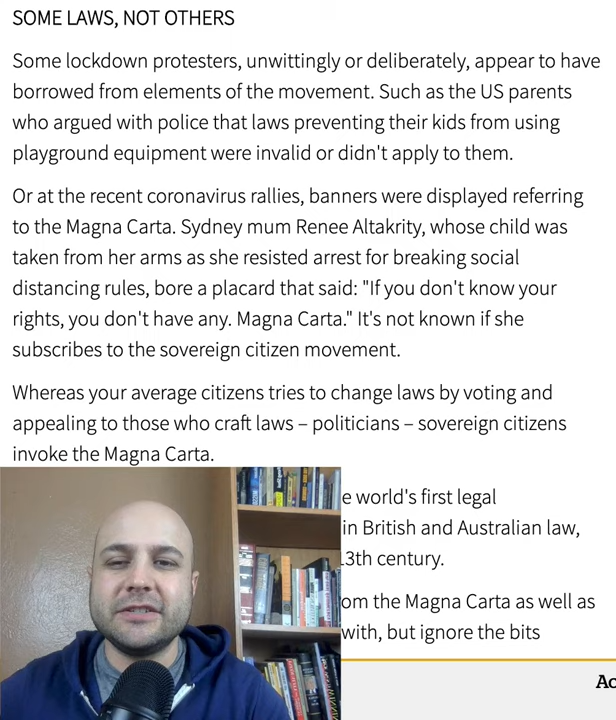 SOME LAWS, NOT OTHERS
Some lockdown protesters, unwittingly or deliberately, appear to have
borrowed from elements of the movement. Such as the US parents
who argued with police that laws preventing their kids from using
playground equipment were invalid or didn't apply to them.
Or at the recent coronavirus rallies, banners were displayed referring
to the Magna Carta. Sydney mum Renee Altakrity, whose child was
taken from her arms as she resisted arrest for breaking social
distancing rules, bore a placard that said: "If you don't know your
rights, you don't have any. Magna Carta." It's not known if she
subscribes to the sovereign citizen movement.
Whereas your average citizens tries to change laws by voting and
appealing to those who craft laws – politicians – sovereign citizens
invoke the Magna Carta.
e world's first legal
in British and Australian law,
13th century.
om the Magna Carta as well as
with, but ignore the bits
Ac